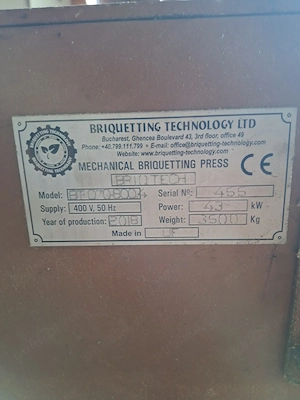 BRIQUETTING TECHNOLOGY LTD
Bucharest, Ghencea Boulevard 43, 3rd floor, office 49
Phone: +40.799.111.799 • E-mail: office@briquetting-technology.com
Website: www.briquetting-technology.com
MECHANICAL BRIQUETTING PRESS CE
BRIQTECH
Model: Serial №: 455
Supply: 400 V, 50 Hz Power: 43 kW
Year of production: 2018 Weight: 3500 Kg
Made in